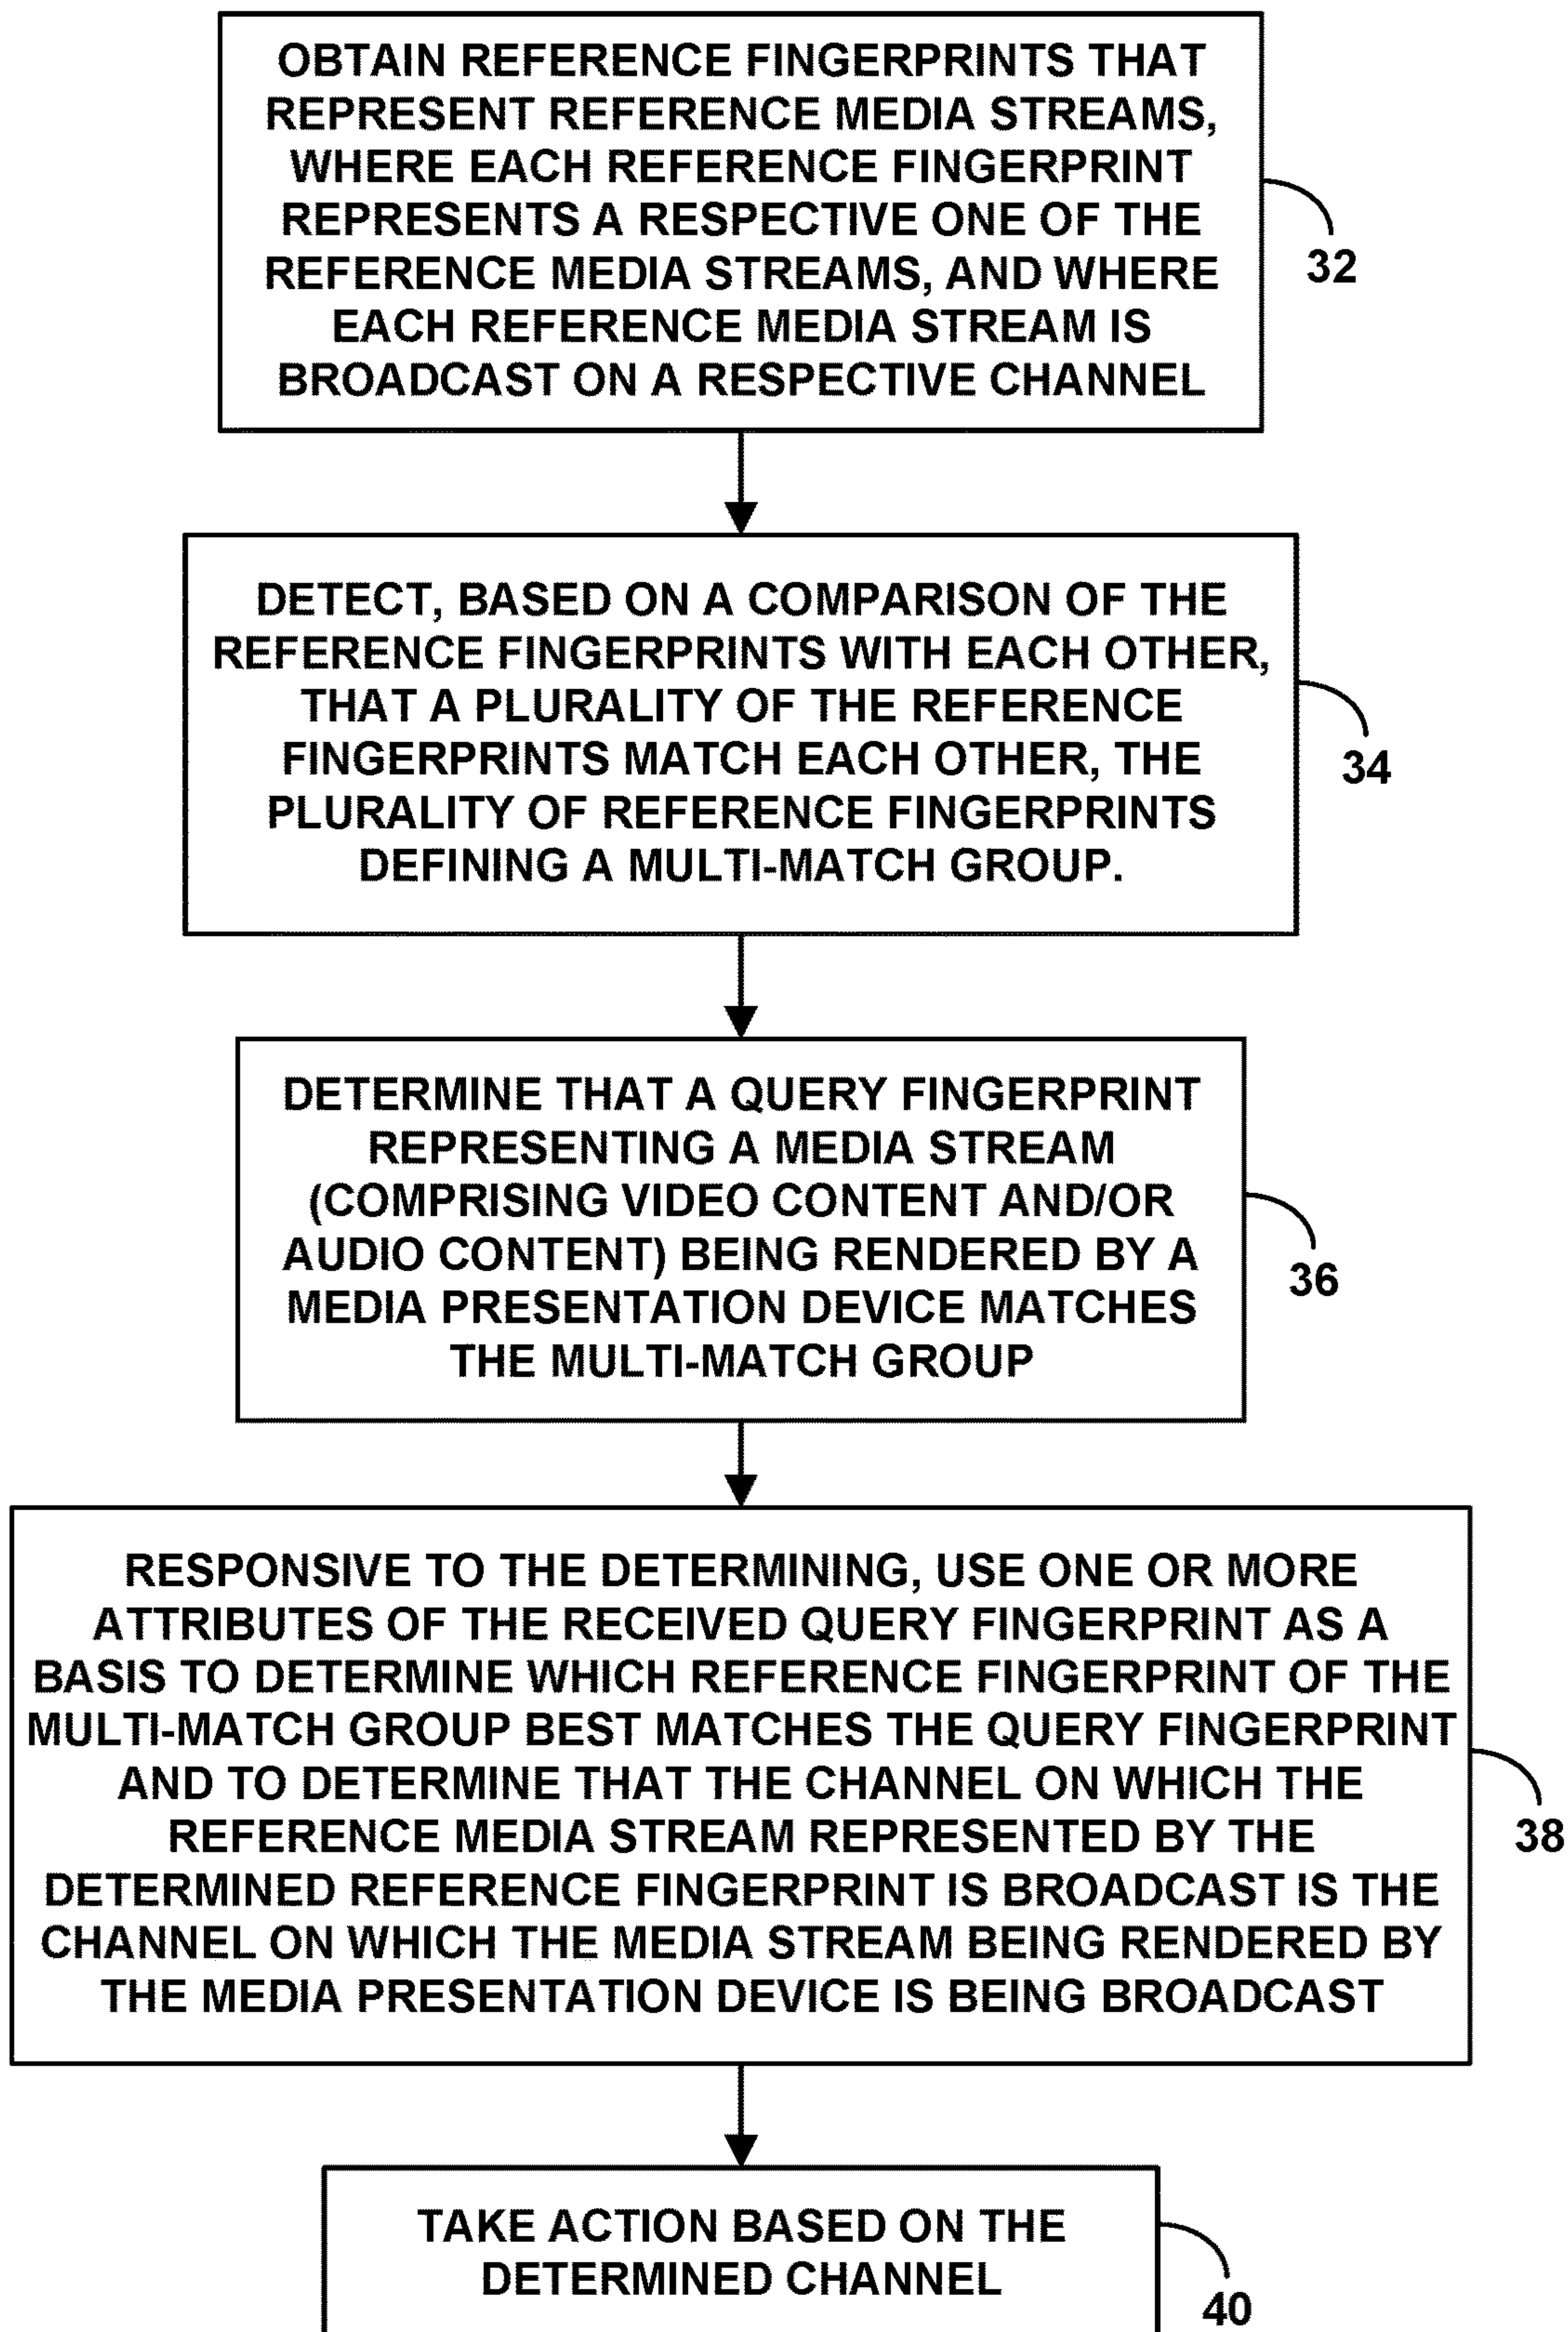 OBTAIN REFERENCE FINGERPRINTS THAT
REPRESENT REFERENCE MEDIA STREAMS,
WHERE EACH REFERENCE FINGERPRINT
REPRESENTS A RESPECTIVE ONE OF THE
REFERENCE MEDIA STREAMS, AND WHERE
EACH REFERENCE MEDIA STREAM IS
BROADCAST ON A RESPECTIVE CHANNEL
32
DETECT, BASED ON A COMPARISON OF THE
REFERENCE FINGERPRINTS WITH EACH OTHER,
THAT A PLURALITY OF THE REFERENCE
FINGERPRINTS MATCH EACH OTHER, THE
PLURALITY OF REFERENCE FINGERPRINTS
DEFINING A MULTI-MATCH GROUP.
34
DETERMINE THAT A QUERY FINGERPRINT
REPRESENTING A MEDIA STREAM
(COMPRISING VIDEO CONTENT AND/OR
AUDIO CONTENT) BEING RENDERED BY A
MEDIA PRESENTATION DEVICE MATCHES
THE MULTI-MATCH GROUP
36
RESPONSIVE TO THE DETERMINING, USE ONE OR MORE
ATTRIBUTES OF THE RECEIVED QUERY FINGERPRINT AS A
BASIS TO DETERMINE WHICH REFERENCE FINGERPRINT OF THE
MULTI-MATCH GROUP BEST MATCHES THE QUERY FINGERPRINT
AND TO DETERMINE THAT THE CHANNEL ON WHICH THE
REFERENCE MEDIA STREAM REPRESENTED BY THE
DETERMINED REFERENCE FINGERPRINT IS BROADCAST IS THE
CHANNEL ON WHICH THE MEDIA STREAM BEING RENDERED BY
THE MEDIA PRESENTATION DEVICE IS BEING BROADCAST
38
TAKE ACTION BASED ON THE
DETERMINED CHANNEL
40